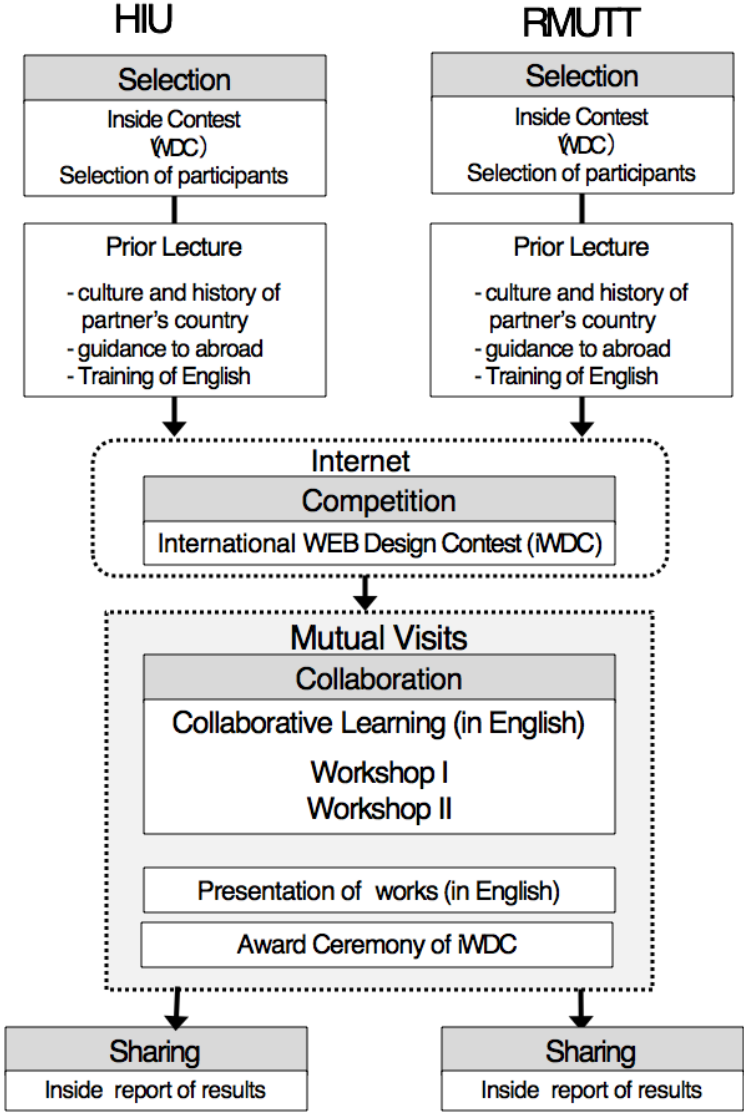 HIU
RMUTT
Selection
Inside Contest
(WDC)
Selection of participants
Selection
Inside Contest
(WDC)
Selection of participants
Prior Lecture
- culture and history of
partner's country
- guidance to abroad
- Training of English
Prior Lecture
- culture and history of
partner's country
- guidance to abroad
- Training of English
Internet
Competition
International WEB Design Contest (iWDC)
Mutual Visits
Collaboration
Collaborative Learning (in English)
Workshop I
Workshop II
Presentation of works (in English)
Award Ceremony of iWDC
Sharing
Inside report of results
Sharing
Inside report of results